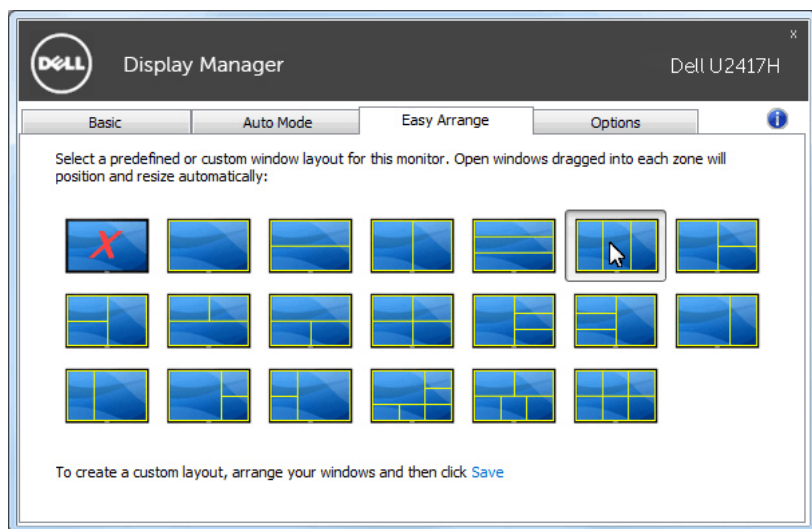 x
DELL
Display Manager
Dell U2417H
Basic
Auto Mode
Easy Arrange
Options
i
Select a predefined or custom window layout for this monitor. Open windows dragged into each zone will
position and resize automatically:
X
To create a custom layout, arrange your windows and then click Save